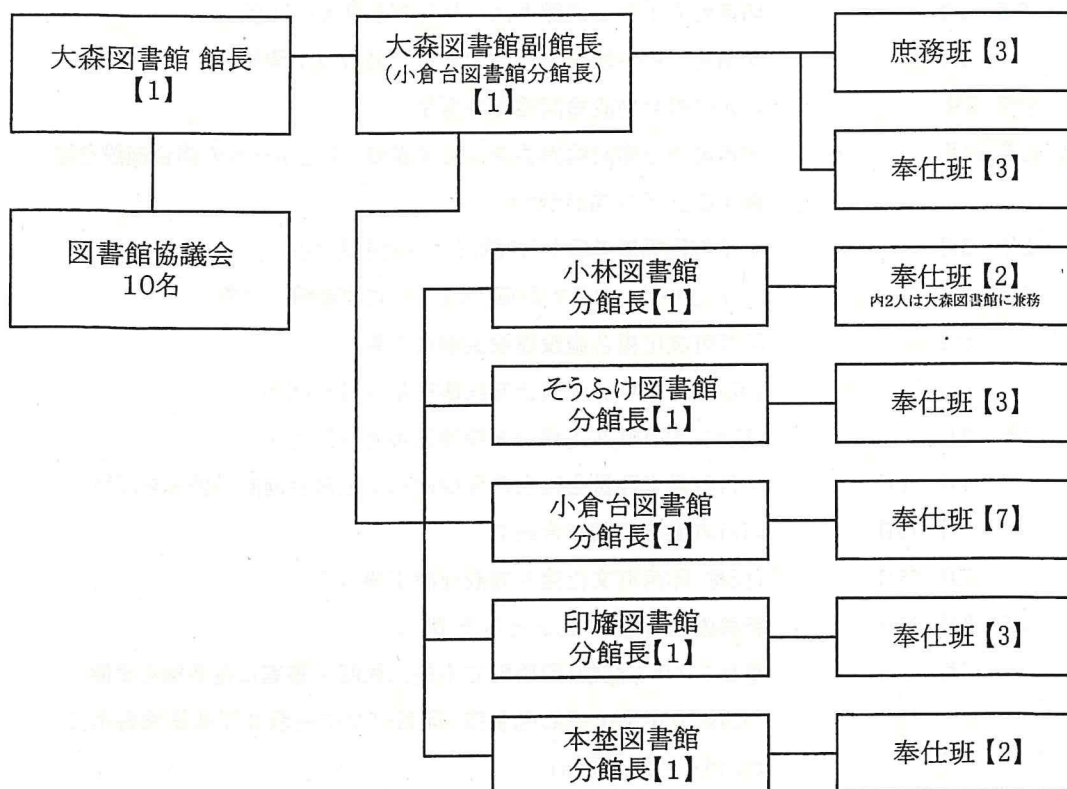 大森図書館 館長
【1】
大森図書館副館長
(小倉台図書館分館長)
【1】
庶務班【3】
奉仕班【3】
図書館協議会
10名
小林図書館
分館長【1】
奉仕班【2】
内2人は大森図書館に兼務
そうふけ図書館
分館長【1】
奉仕班【3】
小倉台図書館
分館長【1】
奉仕班【7】
印旛図書館
分館長【1】
奉仕班【3】
本埜図書館
分館長【1】
奉仕班【2】